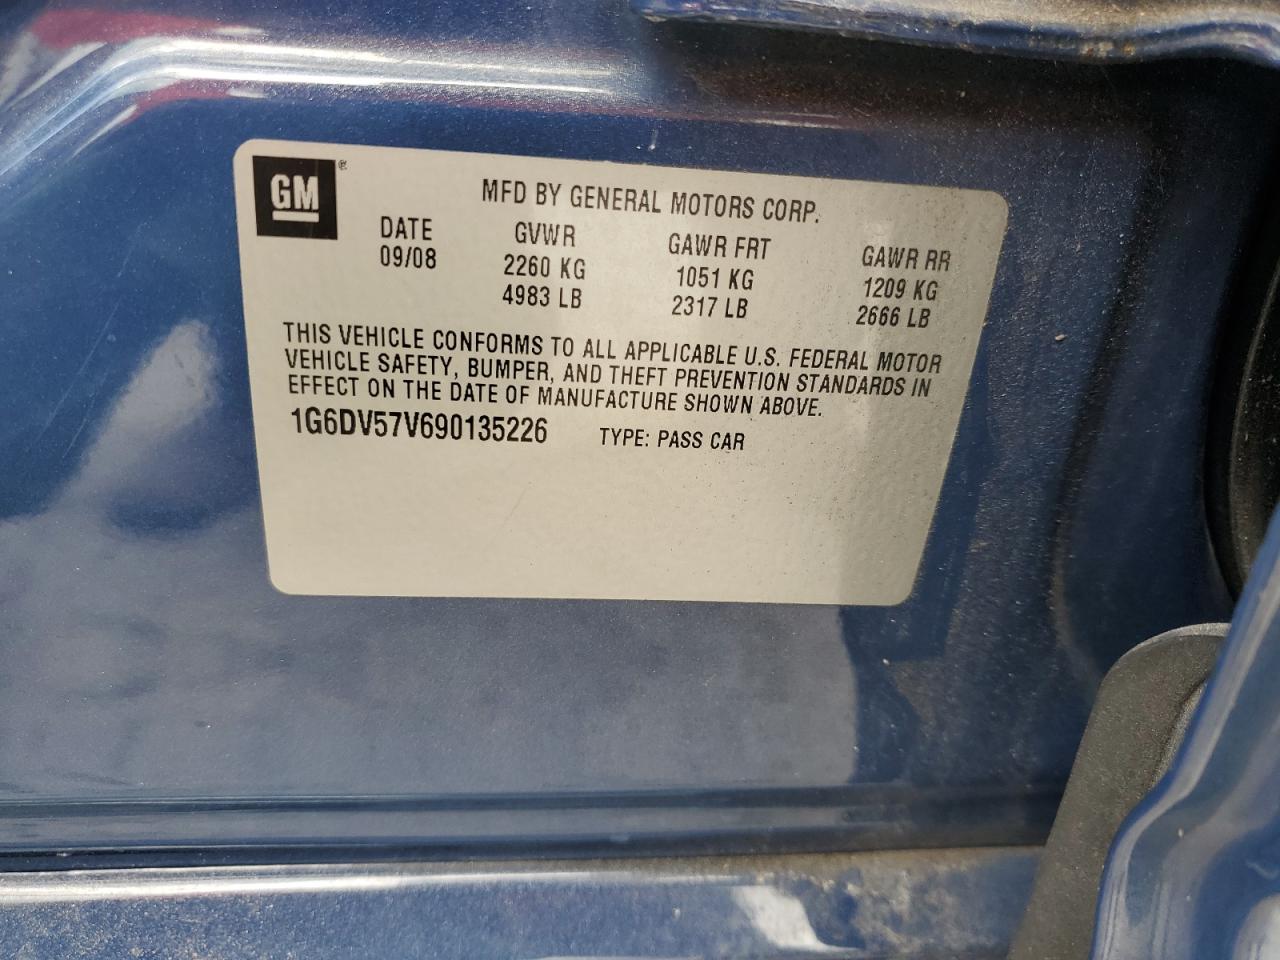 GM ®
MFD BY GENERAL MOTORS CORP.
DATE GVWR GAWR FRT GAWR RR
09/08 2260 KG 1051 KG 1209 KG
4983 LB 2317 LB 2666 LB
THIS VEHICLE CONFORMS TO ALL APPLICABLE U.S. FEDERAL MOTOR
VEHICLE SAFETY, BUMPER, AND THEFT PREVENTION STANDARDS IN
EFFECT ON THE DATE OF MANUFACTURE SHOWN ABOVE.
1G6DV57V690135226 TYPE: PASS CAR